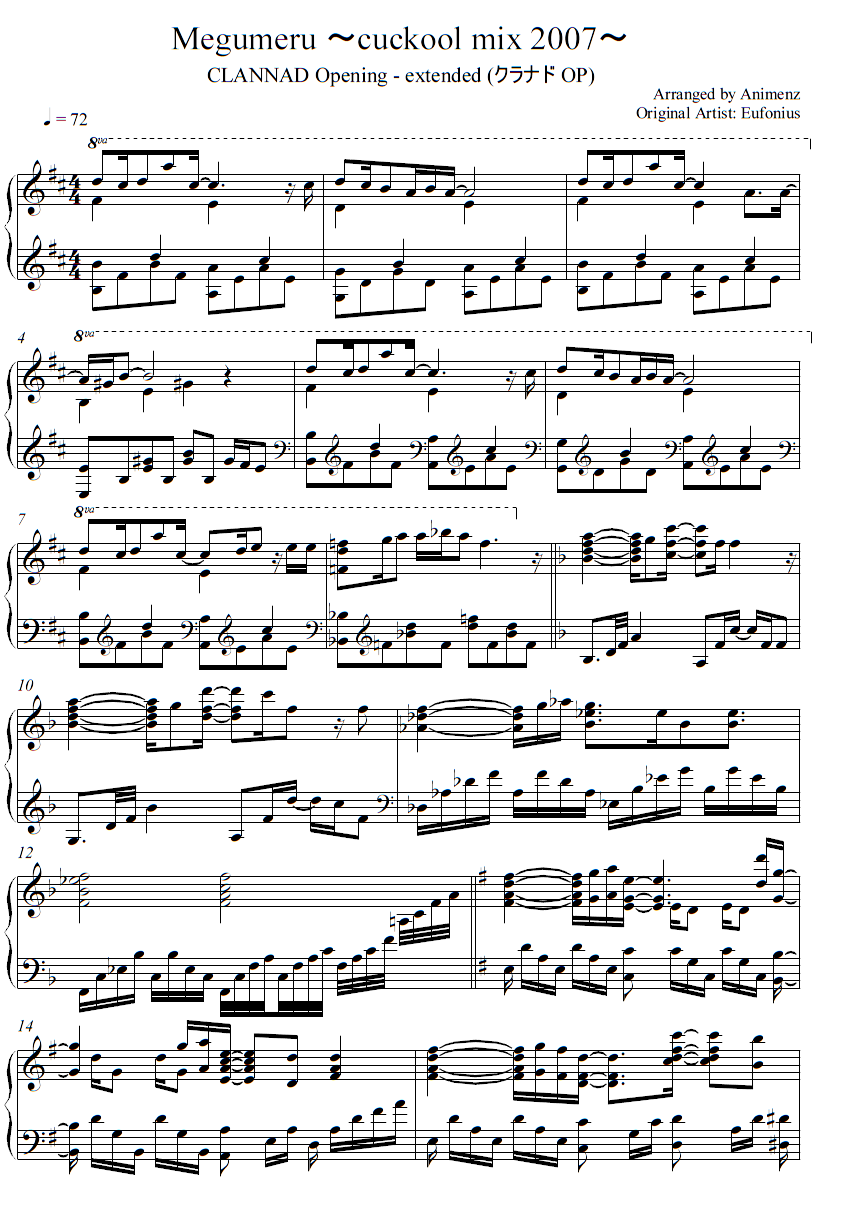 Megumeru ～cuckool mix 2007～
CLANNAD Opening - extended (クラナド OP)
Arranged by Animenz
Original Artist: Eufonius
♩ = 72
8va
4
8va
7
8va
10
12
14